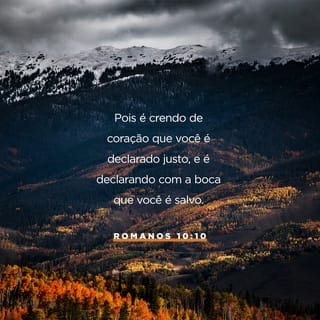 Pois é crendo de
coração que você é
declarado justo, e é
declarando com a boca
que você é salvo.
ROMANOS 10:10